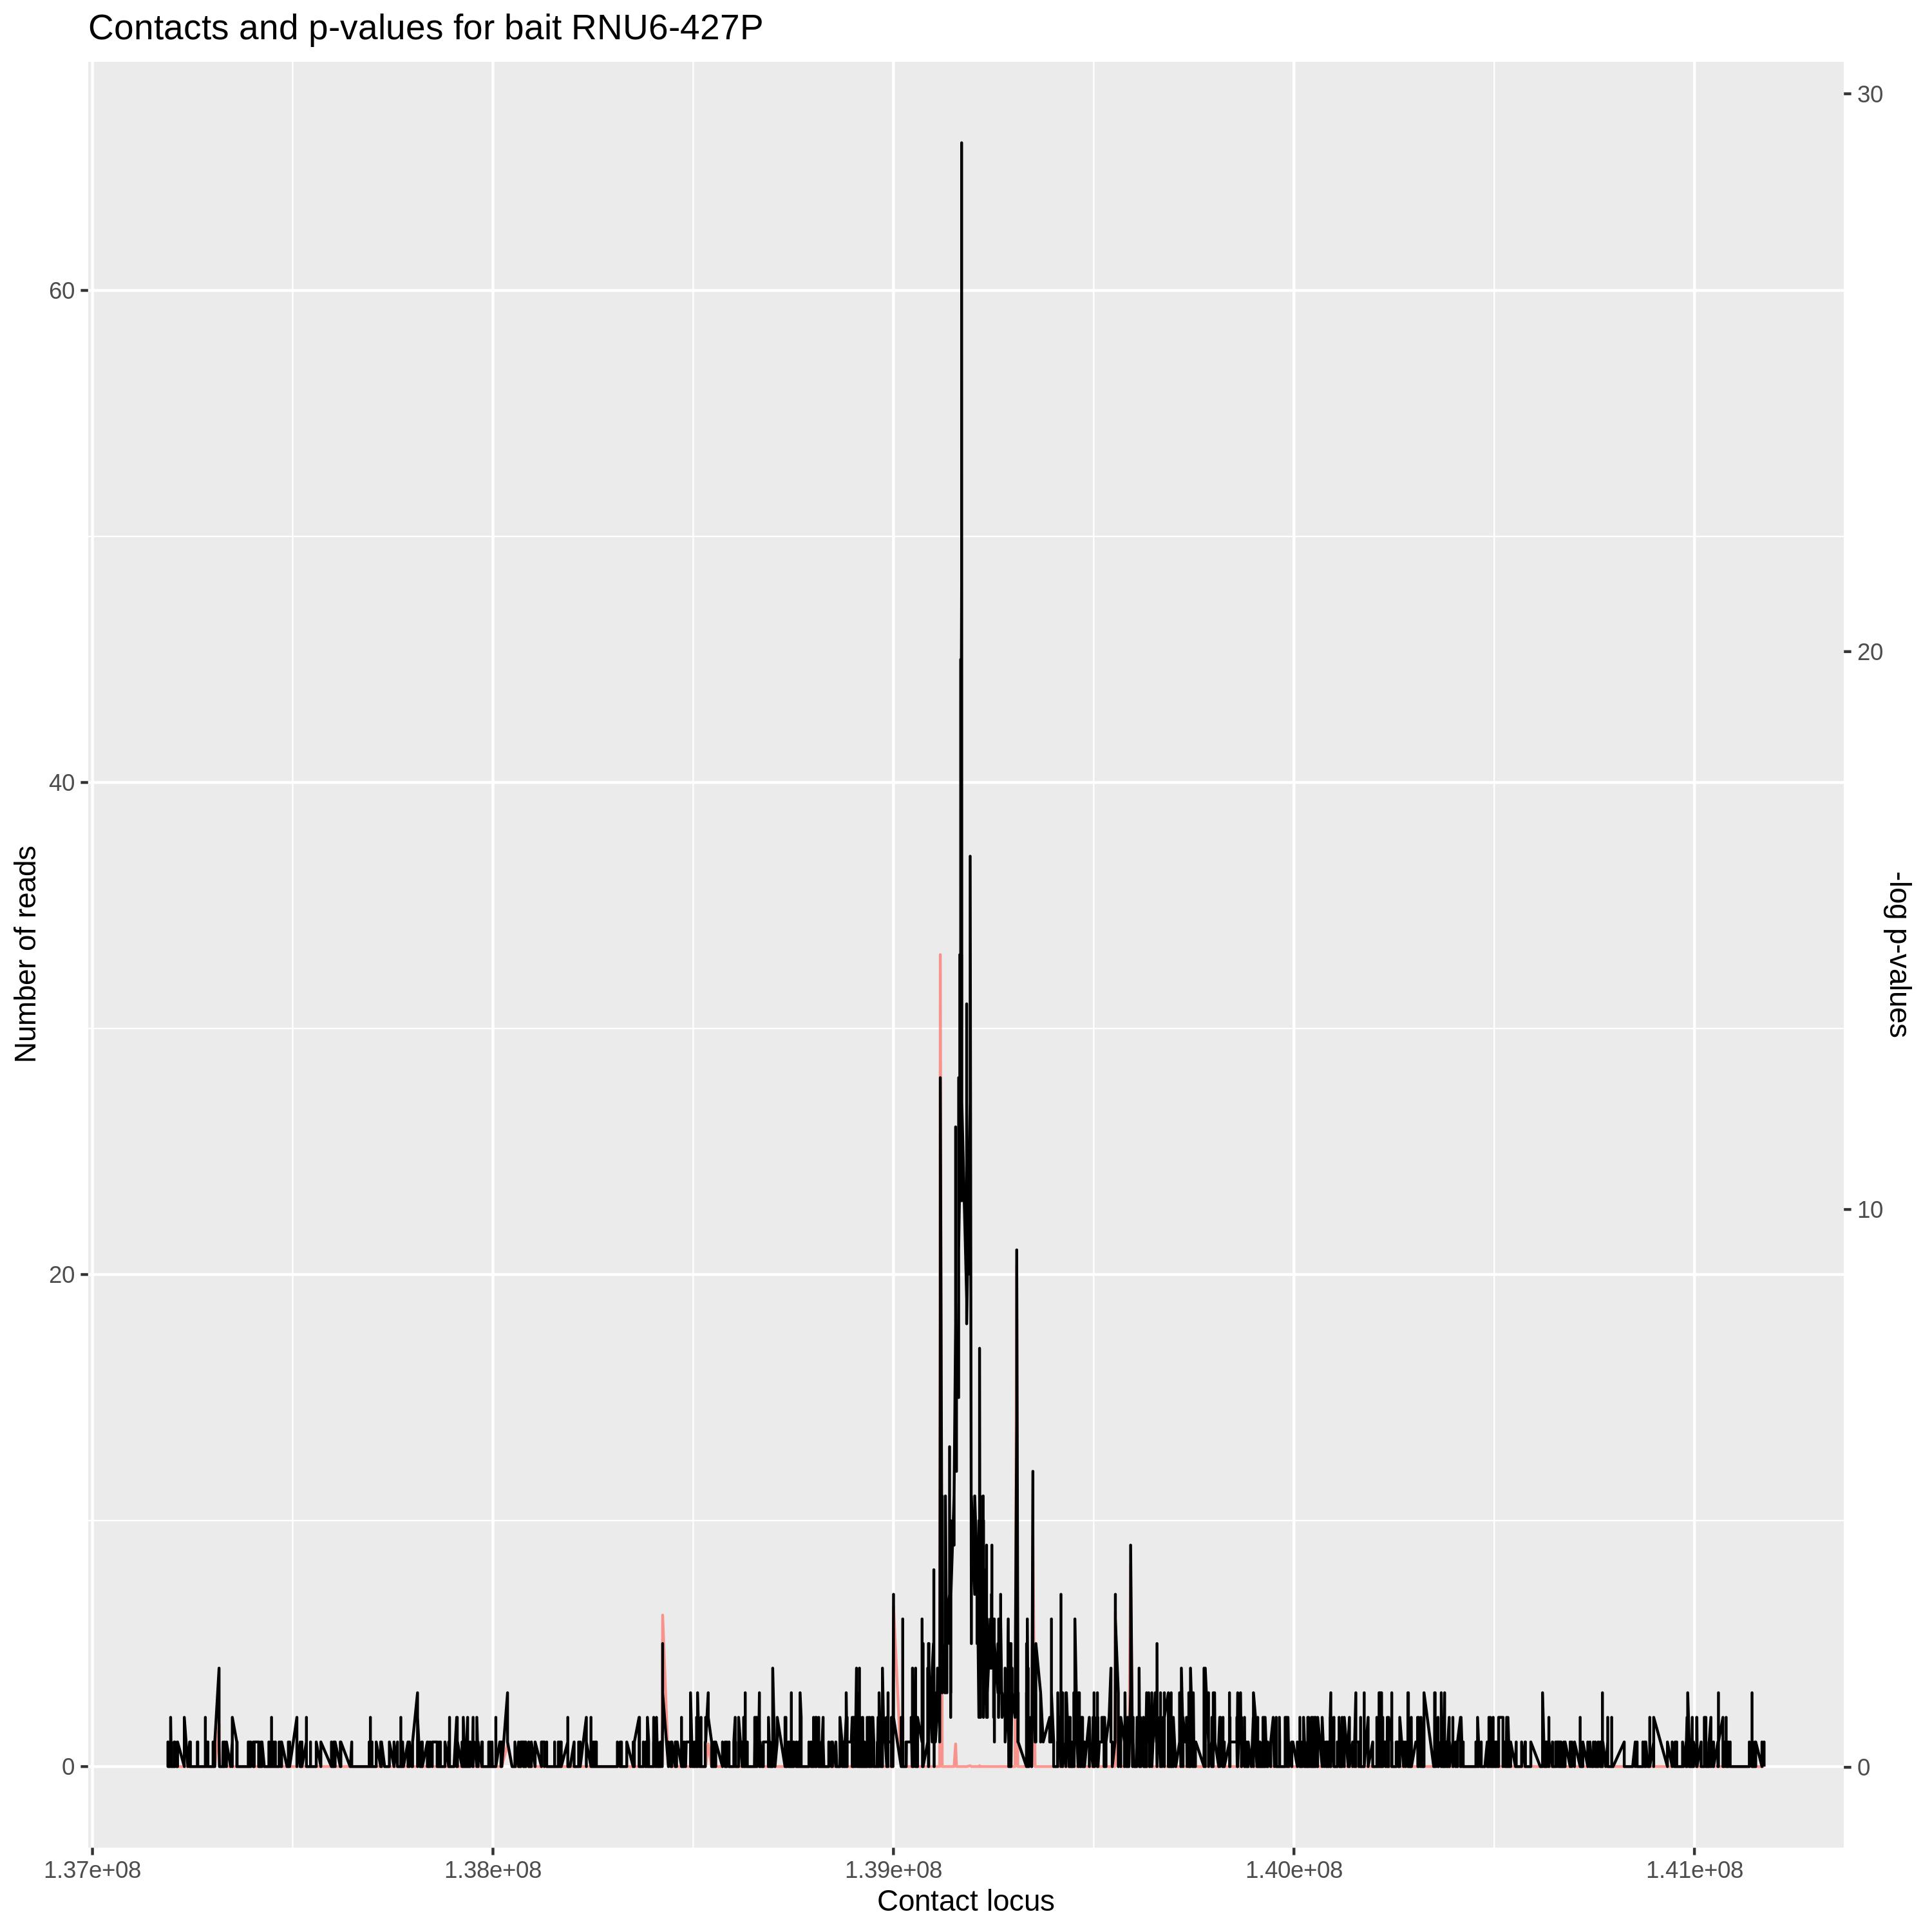 Contacts and p-values for bait RNU6-427P
30
60
20
40
Number of reads
-log p-values
10
20
0
0
1.37e+08
1.38e+08
1.39e+08
1.40e+08
1.41e+08
Contact locus